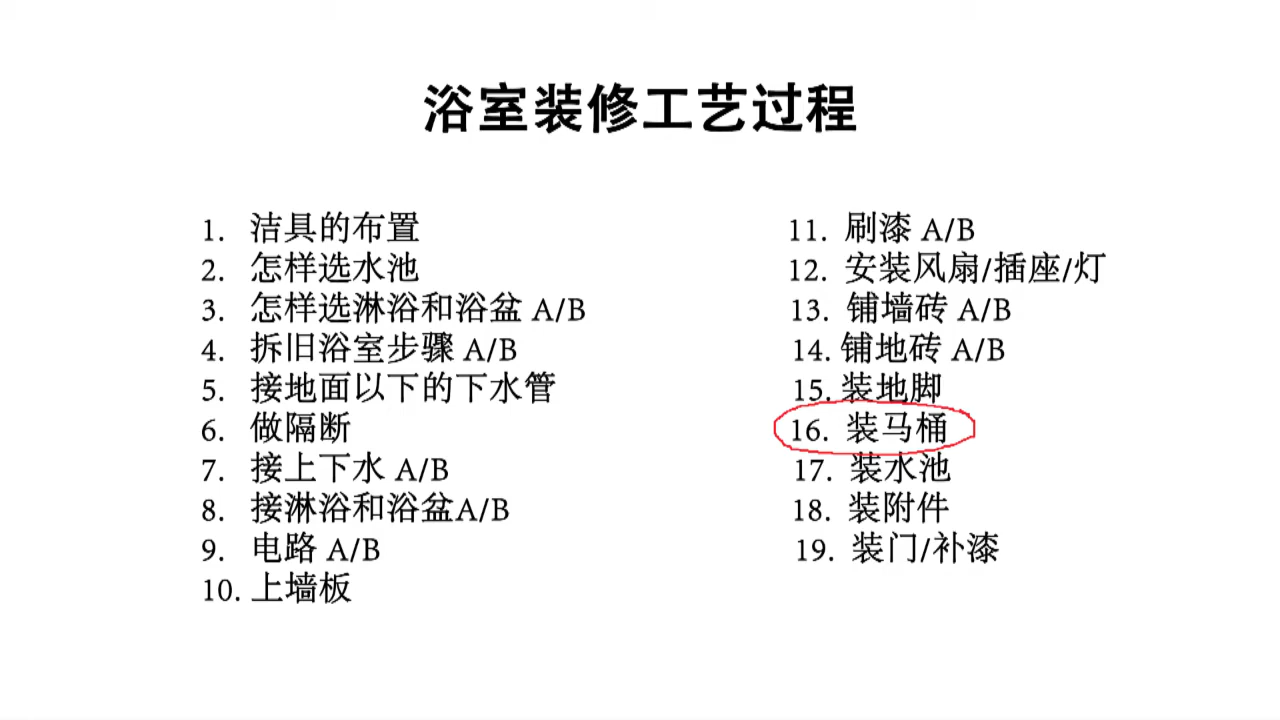 浴室装修工艺过程
1. 洁具的布置
2. 怎样选水池
3. 怎样选淋浴和浴盆 A/B
4. 拆旧浴室步骤 A/B
5. 接地面以下的下水管
6. 做隔断
7. 接上下水 A/B
8. 接淋浴和浴盆A/B
9. 电路 A/B
10. 上墙板
11. 刷漆 A/B
12. 安装风扇/插座/灯
13. 铺墙砖 A/B
14. 铺地砖 A/B
15. 装地脚
16. 装马桶
17. 装水池
18. 装附件
19. 装门/补漆